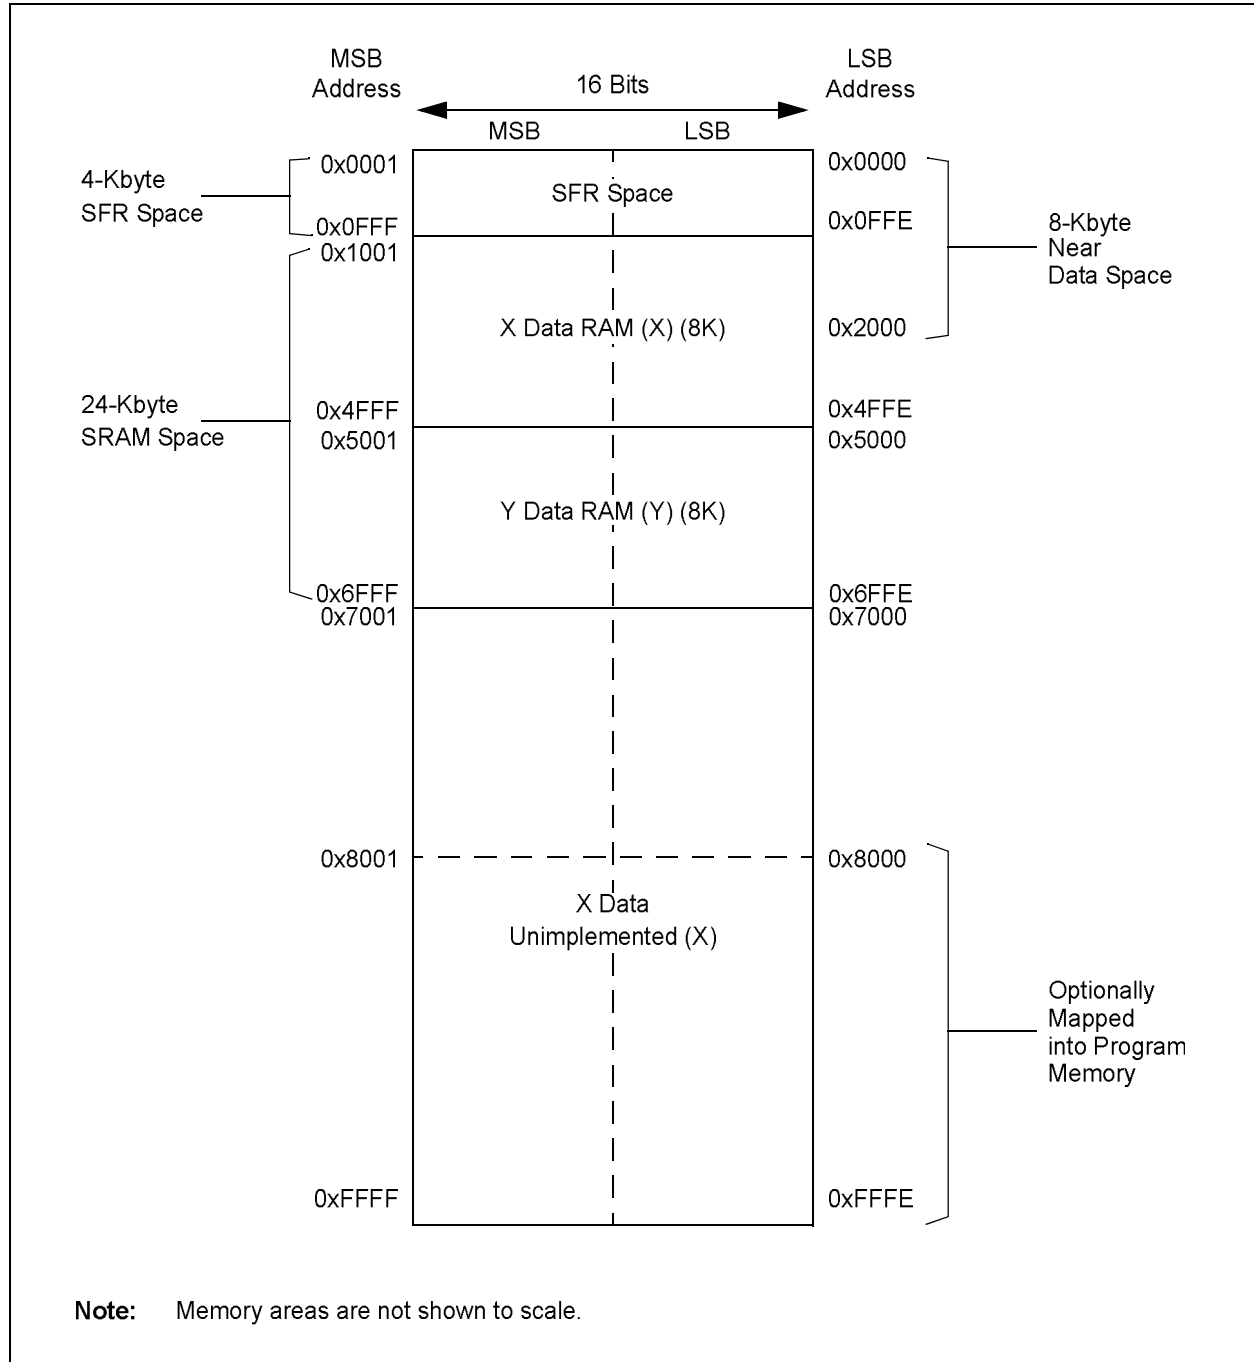 MSB
Address
LSB
Address
16 Bits
MSB
LSB
0x0001
0x0000
4-Kbyte
SFR Space
SFR Space
0x0FFF
0x0FFE
8-Kbyte
Near
Data Space
0x1001
X Data RAM (X) (8K)
0x2000
24-Kbyte
SRAM Space
0x4FFF
0x4FFE
0x5001
0x5000
Y Data RAM (Y) (8K)
0x6FFF
0x6FFE
0x7001
0x7000
0x8001
0x8000
X Data
Unimplemented (X)
Optionally
Mapped
into Program
Memory
0xFFFF
0xFFFE
Note: Memory areas are not shown to scale.